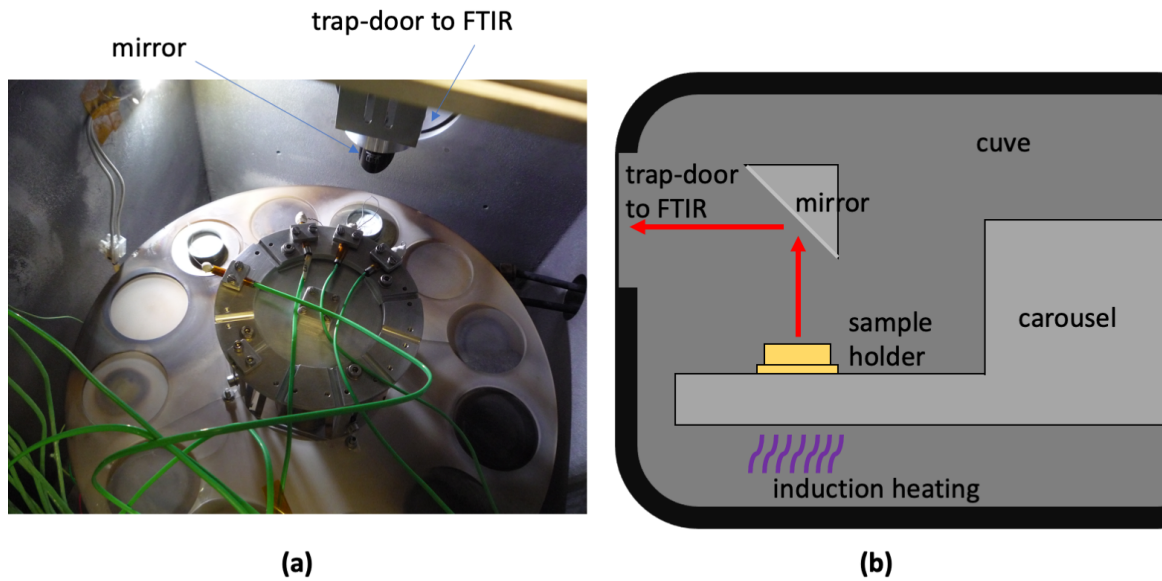 trap-door to FTIR
mirror
cuve
trap-door
to FTIR
mirror
sample
holder
carousel
induction heating
(a)
(b)